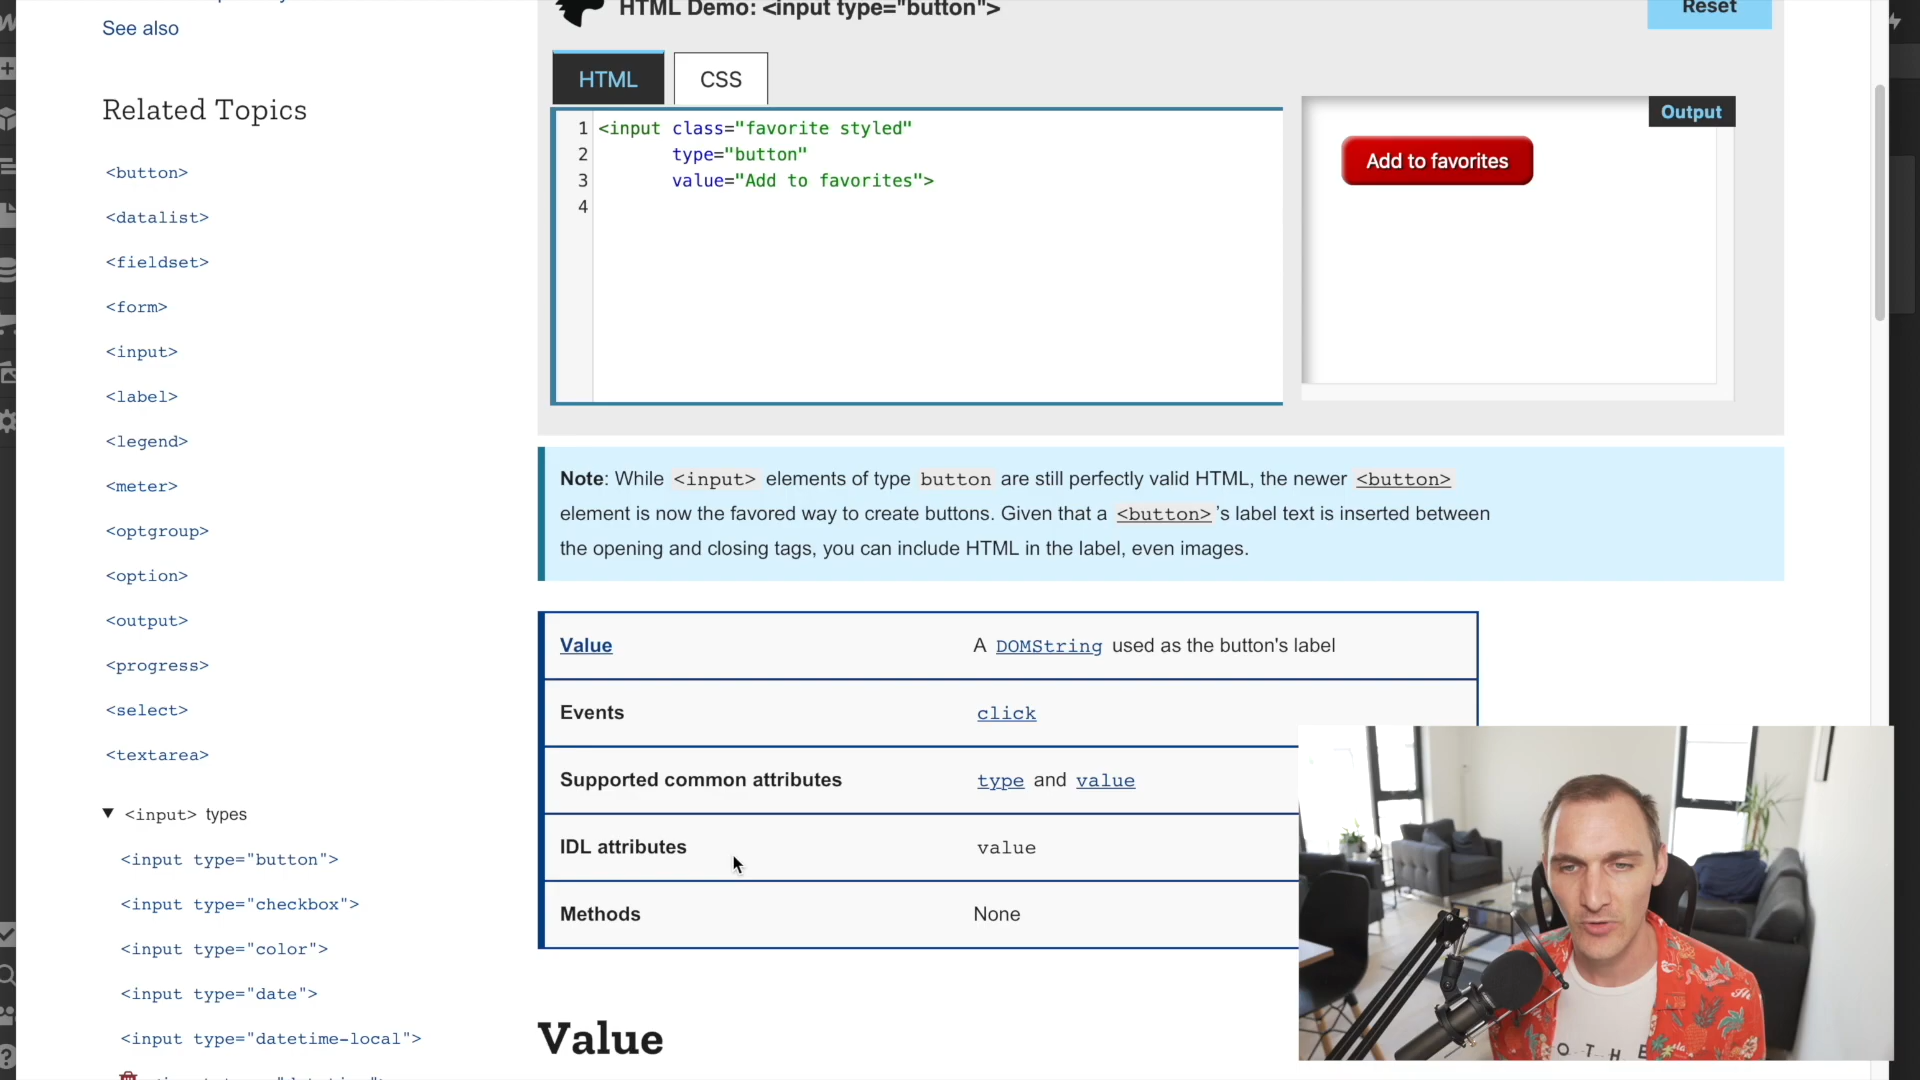 See also
Related Topics
<button>
<datalist>
<fieldset>
<form>
<input>
<label>
<legend>
<meter>
<optgroup>
<option>
<output>
<progress>
<select>
<textarea>
▼ <input> types
<input type="button">
<input type="checkbox">
<input type="color">
<input type="date">
<input type="datetime-local">
HTML Demo: <input type="button">
Reset
HTML
CSS
1 <input class="favorite styled"
2 type="button"
3 value="Add to favorites">
4
Output
Add to favorites
Note: While <input> elements of type button are still perfectly valid HTML, the newer <button>
element is now the favored way to create buttons. Given that a <button>'s label text is inserted between
the opening and closing tags, you can include HTML in the label, even images.
Value A DOMString used as the button's label
Events click
Supported common attributes type and value
IDL attributes value
Methods None
Value